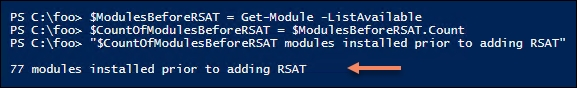 PS C:\foo> $ModulesBeforeRSAT = Get-Module -ListAvailable
PS C:\foo> $CountOfModulesBeforeRSAT = $ModulesBeforeRSAT.Count
PS C:\foo> "$CountOfModulesBeforeRSAT modules installed prior to adding RSAT"
77 modules installed prior to adding RSAT